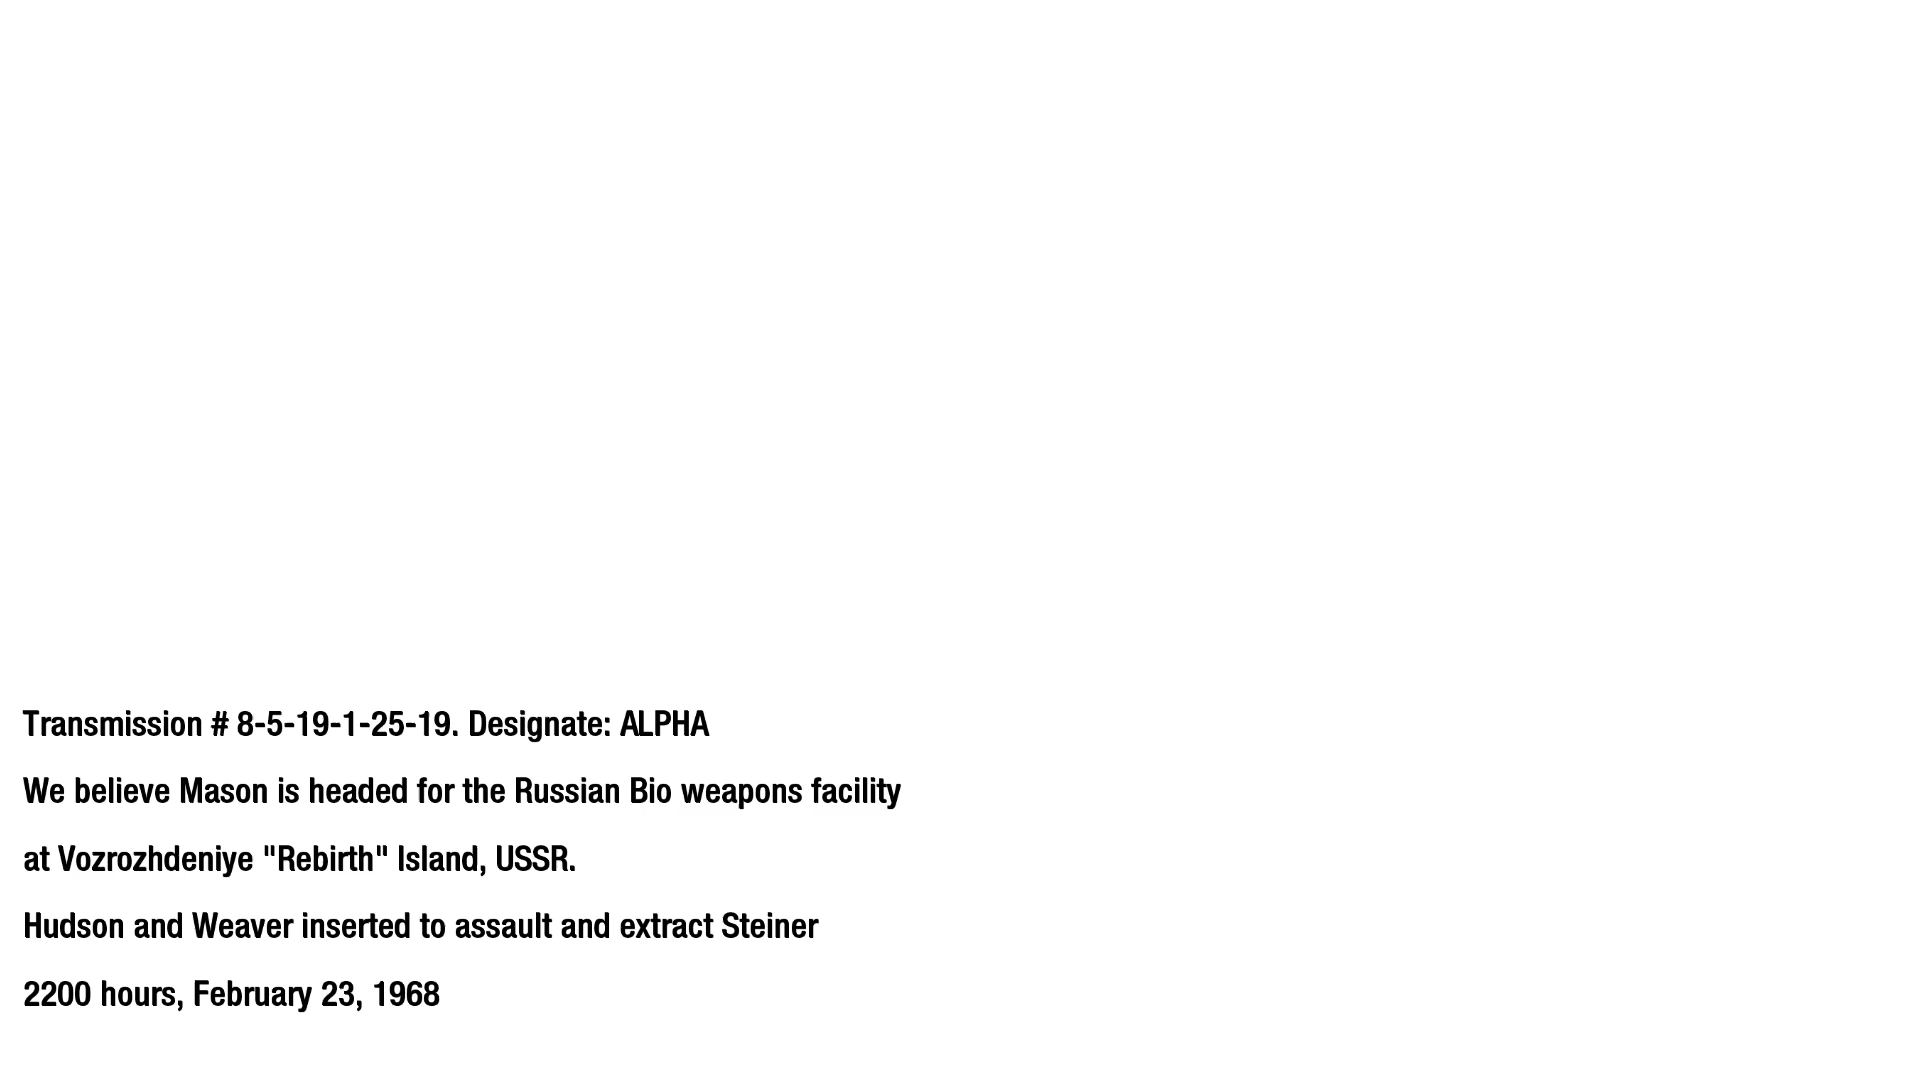 Transmission # 8-5-19-1-25-19. Designate: ALPHA
We believe Mason is headed for the Russian Bio weapons facility
at Vozrozhdeniye "Rebirth" Island, USSR.
Hudson and Weaver inserted to assault and extract Steiner
2200 hours, February 23, 1968